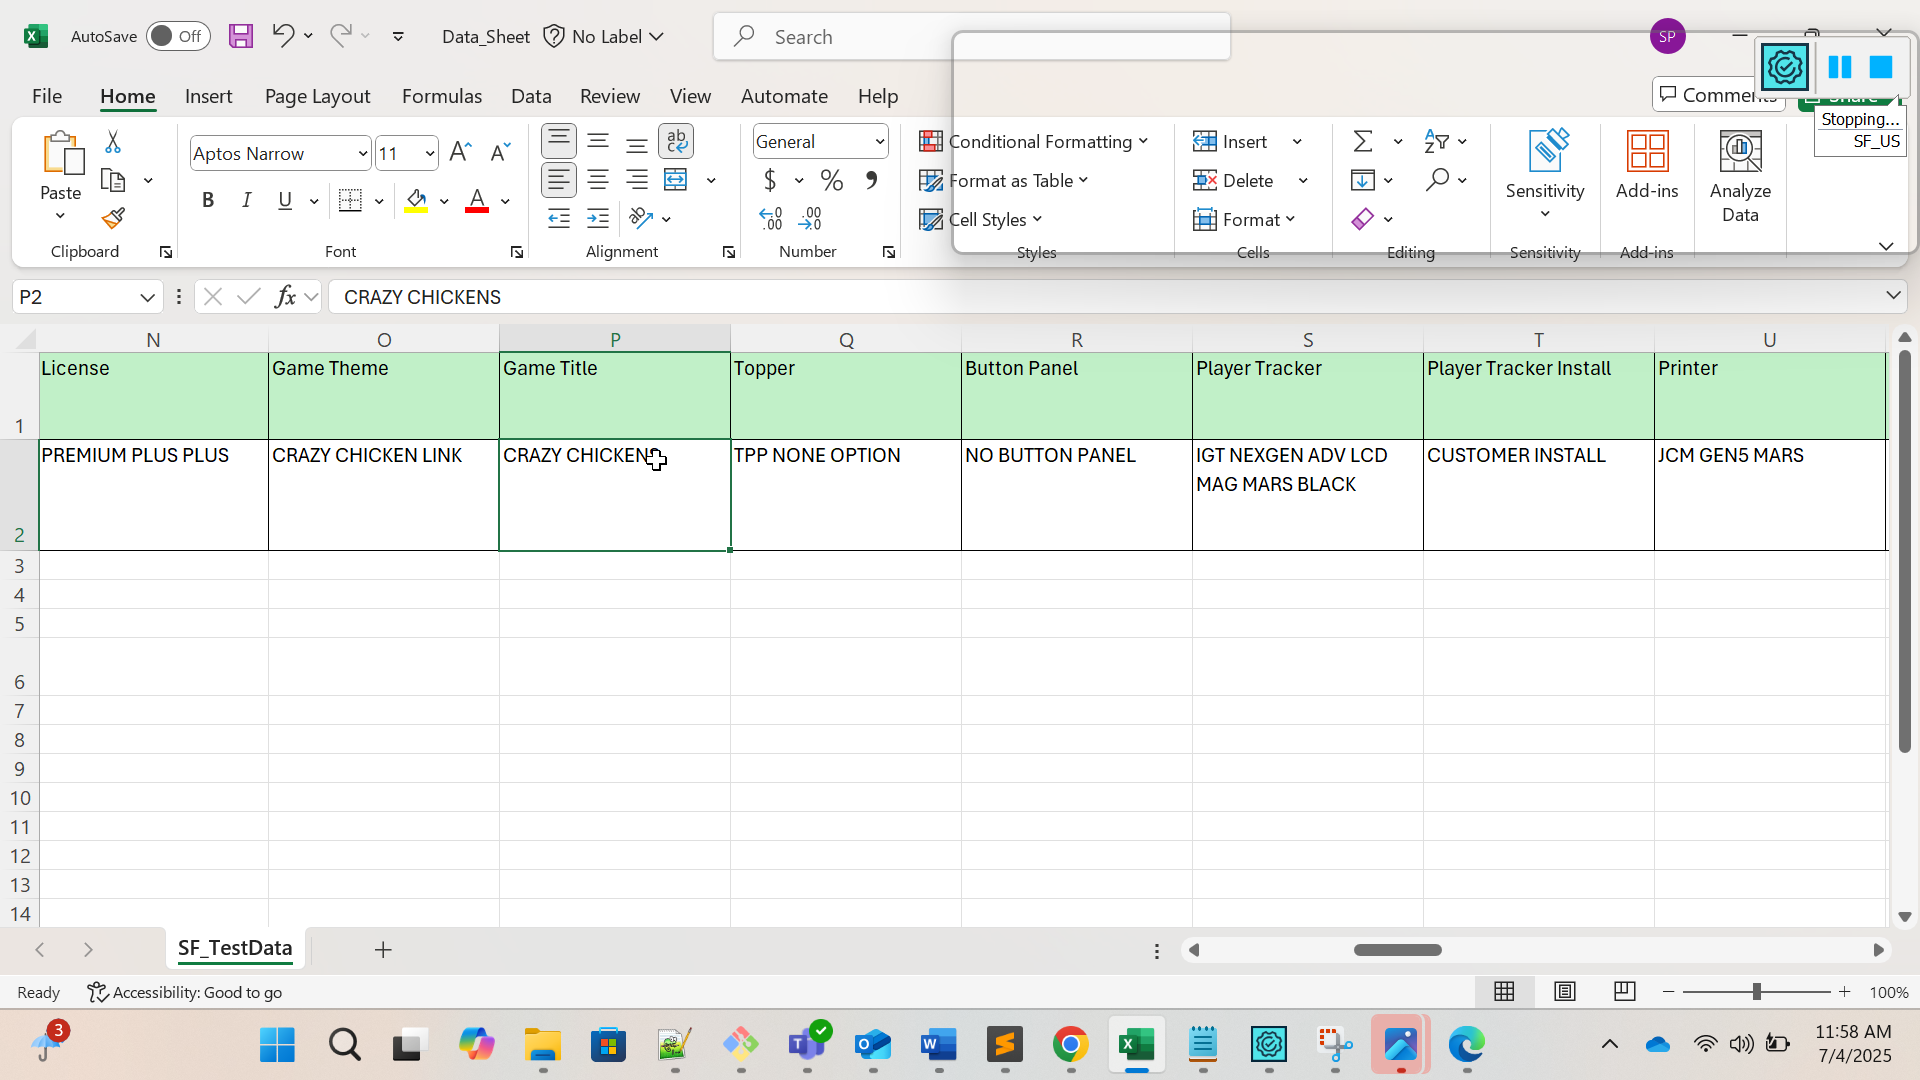 AutoSave Off Data_Sheet No Label Search SP
File Home Insert Page Layout Formulas Data Review View Automate Help Comments Share
Stopping...
SF_US
Paste
Clipboard
Aptos Narrow 11
B I U A
Font
ab
Alignment
General
$ % 9
Number
Conditional Formatting
Format as Table
Cell Styles
Styles
Insert
Delete
Format
Cells
Editing
Sensitivity
Sensitivity
Add-ins
Add-ins
Analyze
Data
P2 fx CRAZY CHICKENS
N O P Q R S T U
1 License Game Theme Game Title Topper Button Panel Player Tracker Player Tracker Install Printer
2 PREMIUM PLUS PLUS CRAZY CHICKEN LINK CRAZY CHICKENS TPP NONE OPTION NO BUTTON PANEL IGT NEXGEN ADV LCD
MAG MARS BLACK CUSTOMER INSTALL JCM GEN5 MARS
3
4
5
6
7
8
9
10
11
12
13
14
SF_TestData
Ready Accessibility: Good to go 100%
3
11:58 AM
7/4/2025